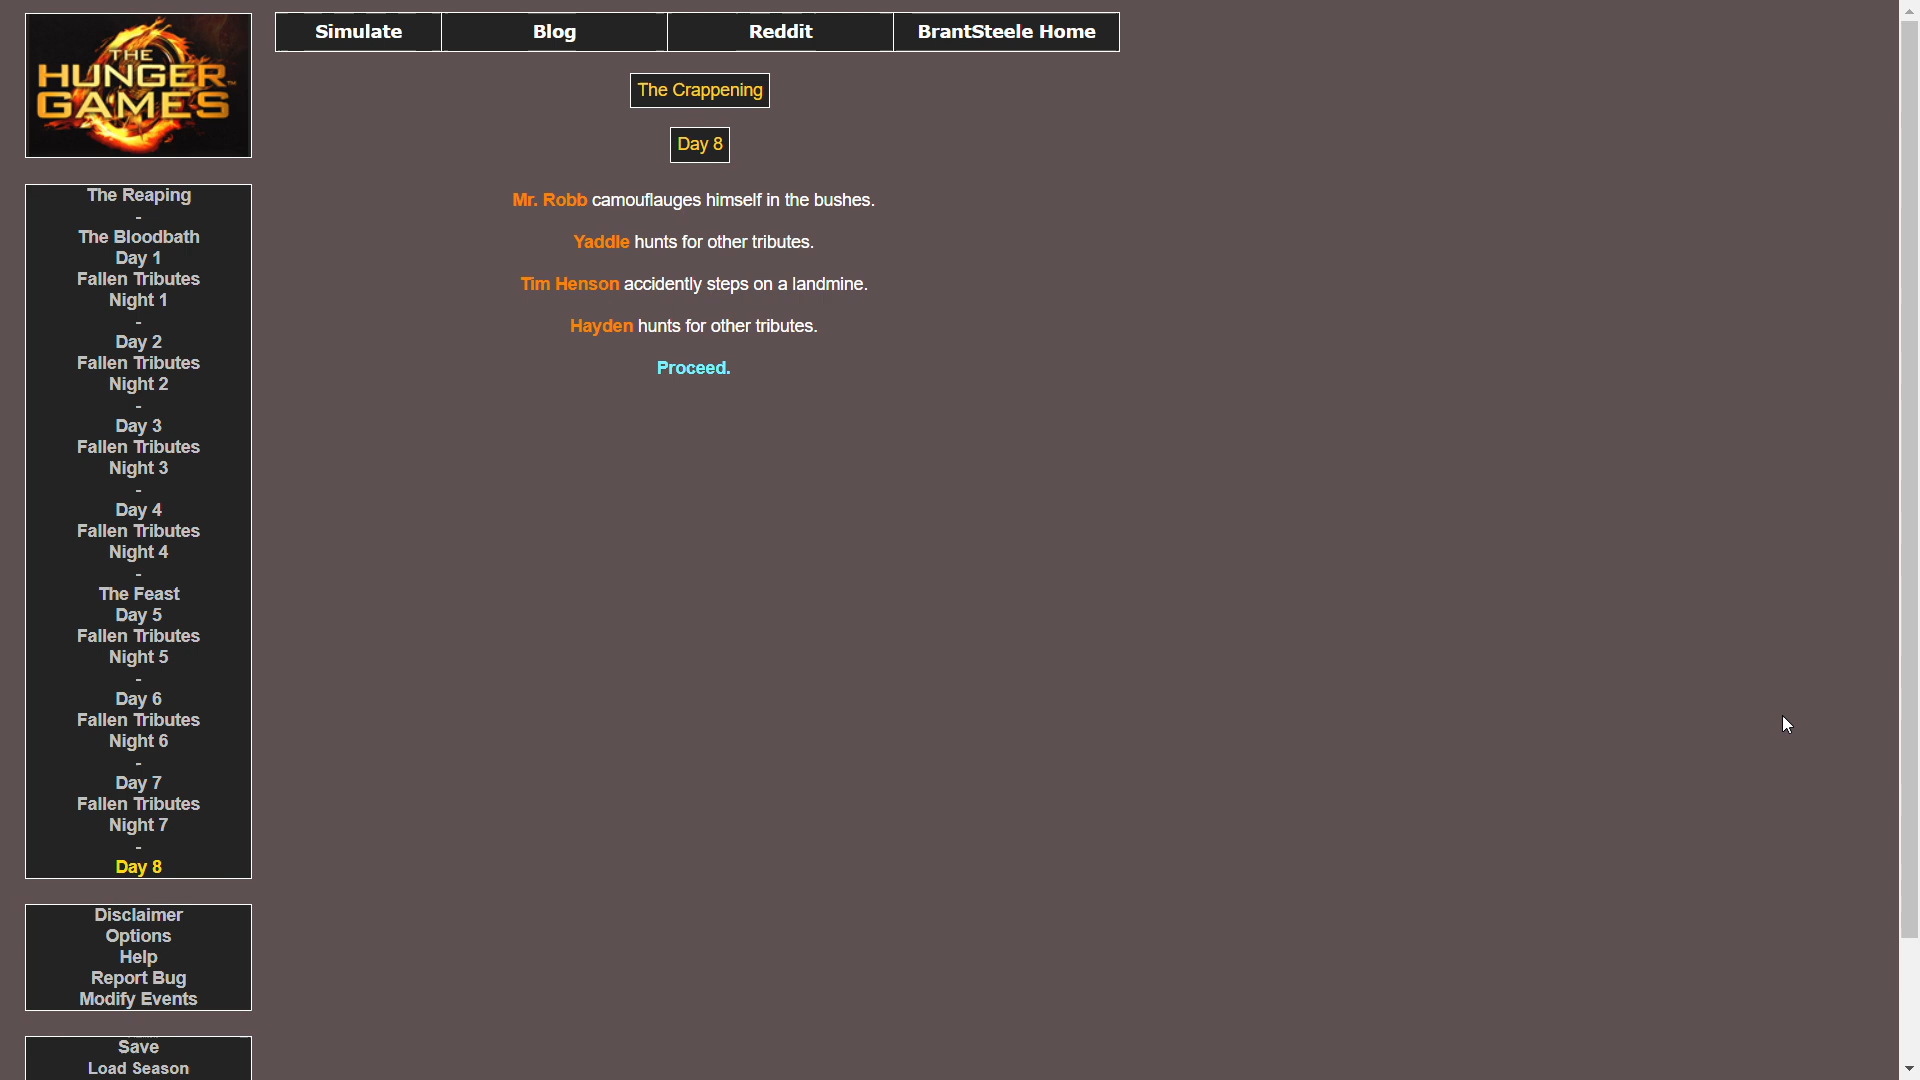 THE
HUNGER
GAMES
Simulate
Blog
Reddit
BrantSteele Home
The Crappening
Day 8
Mr. Robb camouflauges himself in the bushes.
Yaddle hunts for other tributes.
Tim Henson accidently steps on a landmine.
Hayden hunts for other tributes.
Proceed.
The Reaping
-
The Bloodbath
Day 1
Fallen Tributes
Night 1
-
Day 2
Fallen Tributes
Night 2
-
Day 3
Fallen Tributes
Night 3
-
Day 4
Fallen Tributes
Night 4
-
The Feast
Day 5
Fallen Tributes
Night 5
-
Day 6
Fallen Tributes
Night 6
-
Day 7
Fallen Tributes
Night 7
-
Day 8
Disclaimer
Options
Help
Report Bug
Modify Events
Save
Load Season